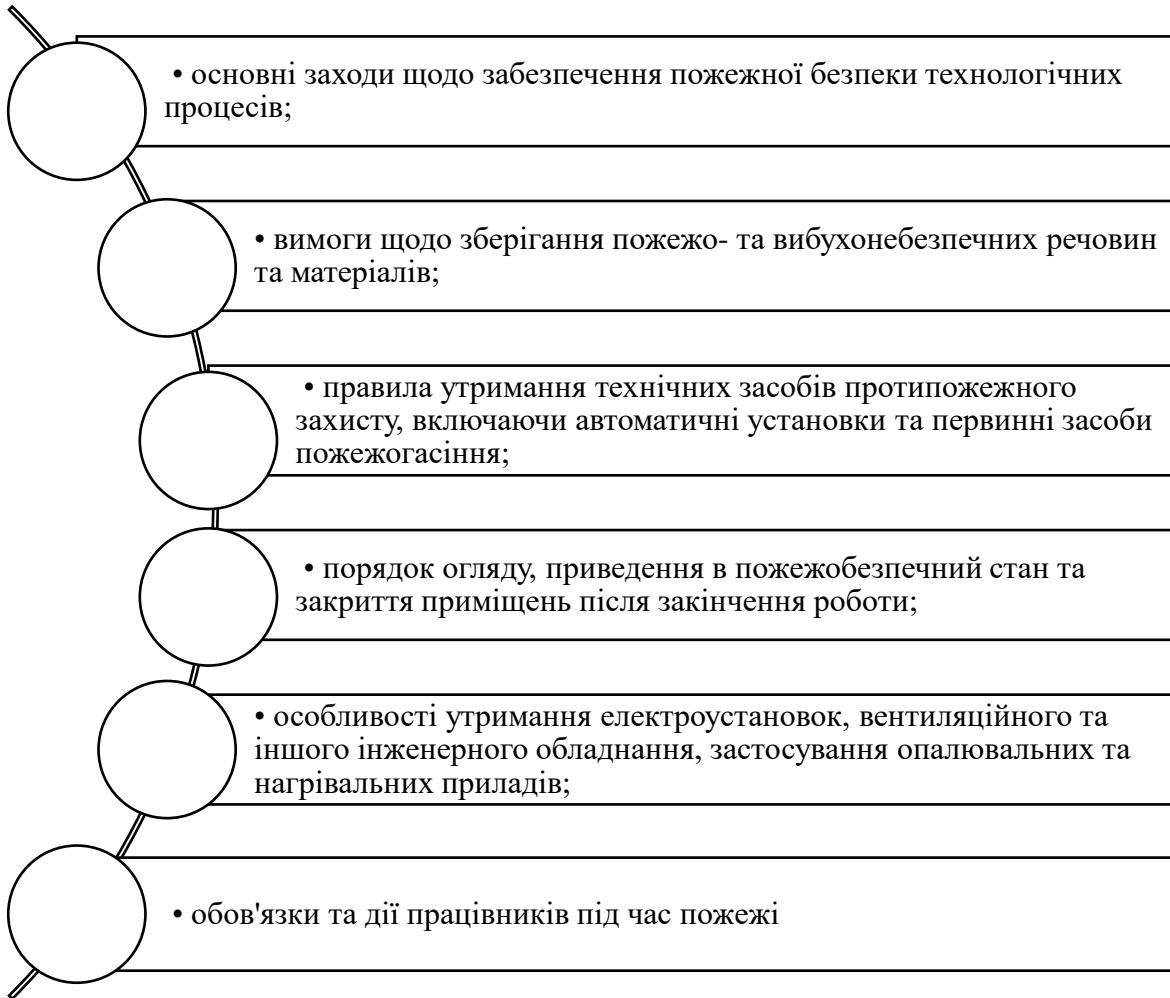 • основні заходи щодо забезпечення пожежної безпеки технологічних
процесів;
• вимоги щодо зберігання пожежо- та вибухонебезпечних речовин
та матеріалів;
• правила утримання технічних засобів протипожежного
захисту, включаючи автоматичні установки та первинні засоби
пожежогасіння;
• порядок огляду, приведення в пожежобезпечний стан та
закриття приміщень після закінчення роботи;
• особливості утримання електроустановок, вентиляційного та
іншого інженерного обладнання, застосування опалювальних та
нагрівальних приладів;
• обов'язки та дії працівників під час пожежі